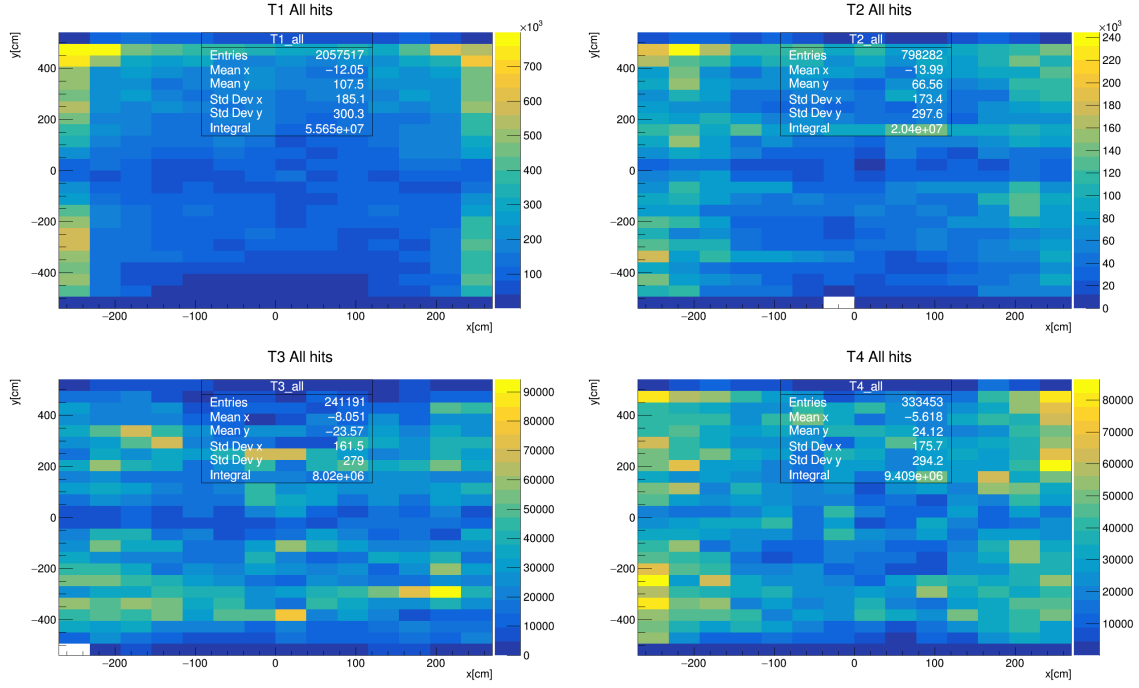 T1 All hits
y[cm]
×10³
T1_all
Entries 2057517
Mean x −12.05
Mean y 107.5
Std Dev x 185.1
Std Dev y 300.3
Integral 5.565e+07
400
200
0
−200
−400
−200 −100 0 100 200
x[cm]
700
600
500
400
300
200
100
T2 All hits
y[cm]
×10³
T2_all
Entries 798282
Mean x −13.99
Mean y 66.56
Std Dev x 173.4
Std Dev y 297.6
Integral 2.04e+07
400
200
0
−200
−400
−200 −100 0 100 200
x[cm]
240
220
200
180
160
140
120
100
80
60
40
20
0
T3 All hits
y[cm]
T3_all
Entries 241191
Mean x −8.051
Mean y −23.57
Std Dev x 161.5
Std Dev y 279
Integral 8.02e+06
400
200
0
−200
−400
−200 −100 0 100 200
x[cm]
90000
80000
70000
60000
50000
40000
30000
20000
10000
0
T4 All hits
y[cm]
T4_all
Entries 333453
Mean x −5.618
Mean y 24.12
Std Dev x 175.7
Std Dev y 294.2
Integral 9.409e+06
400
200
0
−200
−400
−200 −100 0 100 200
x[cm]
80000
70000
60000
50000
40000
30000
20000
10000